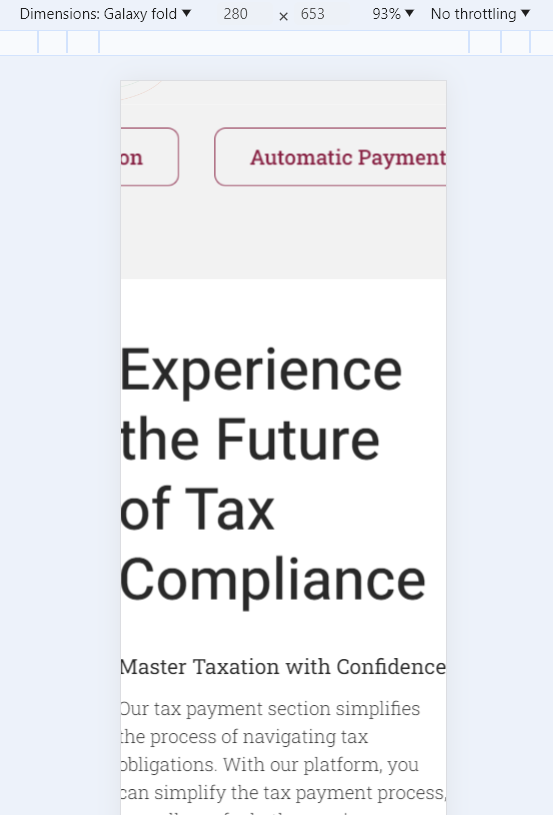 Dimensions: Galaxy fold ▼ 280 × 653 93% ▼ No throttling ▼
on Automatic Payment
Experience
the Future
of Tax
Compliance
Master Taxation with Confidence
Our tax payment section simplifies
the process of navigating tax
obligations. With our platform, you
can simplify the tax payment process,